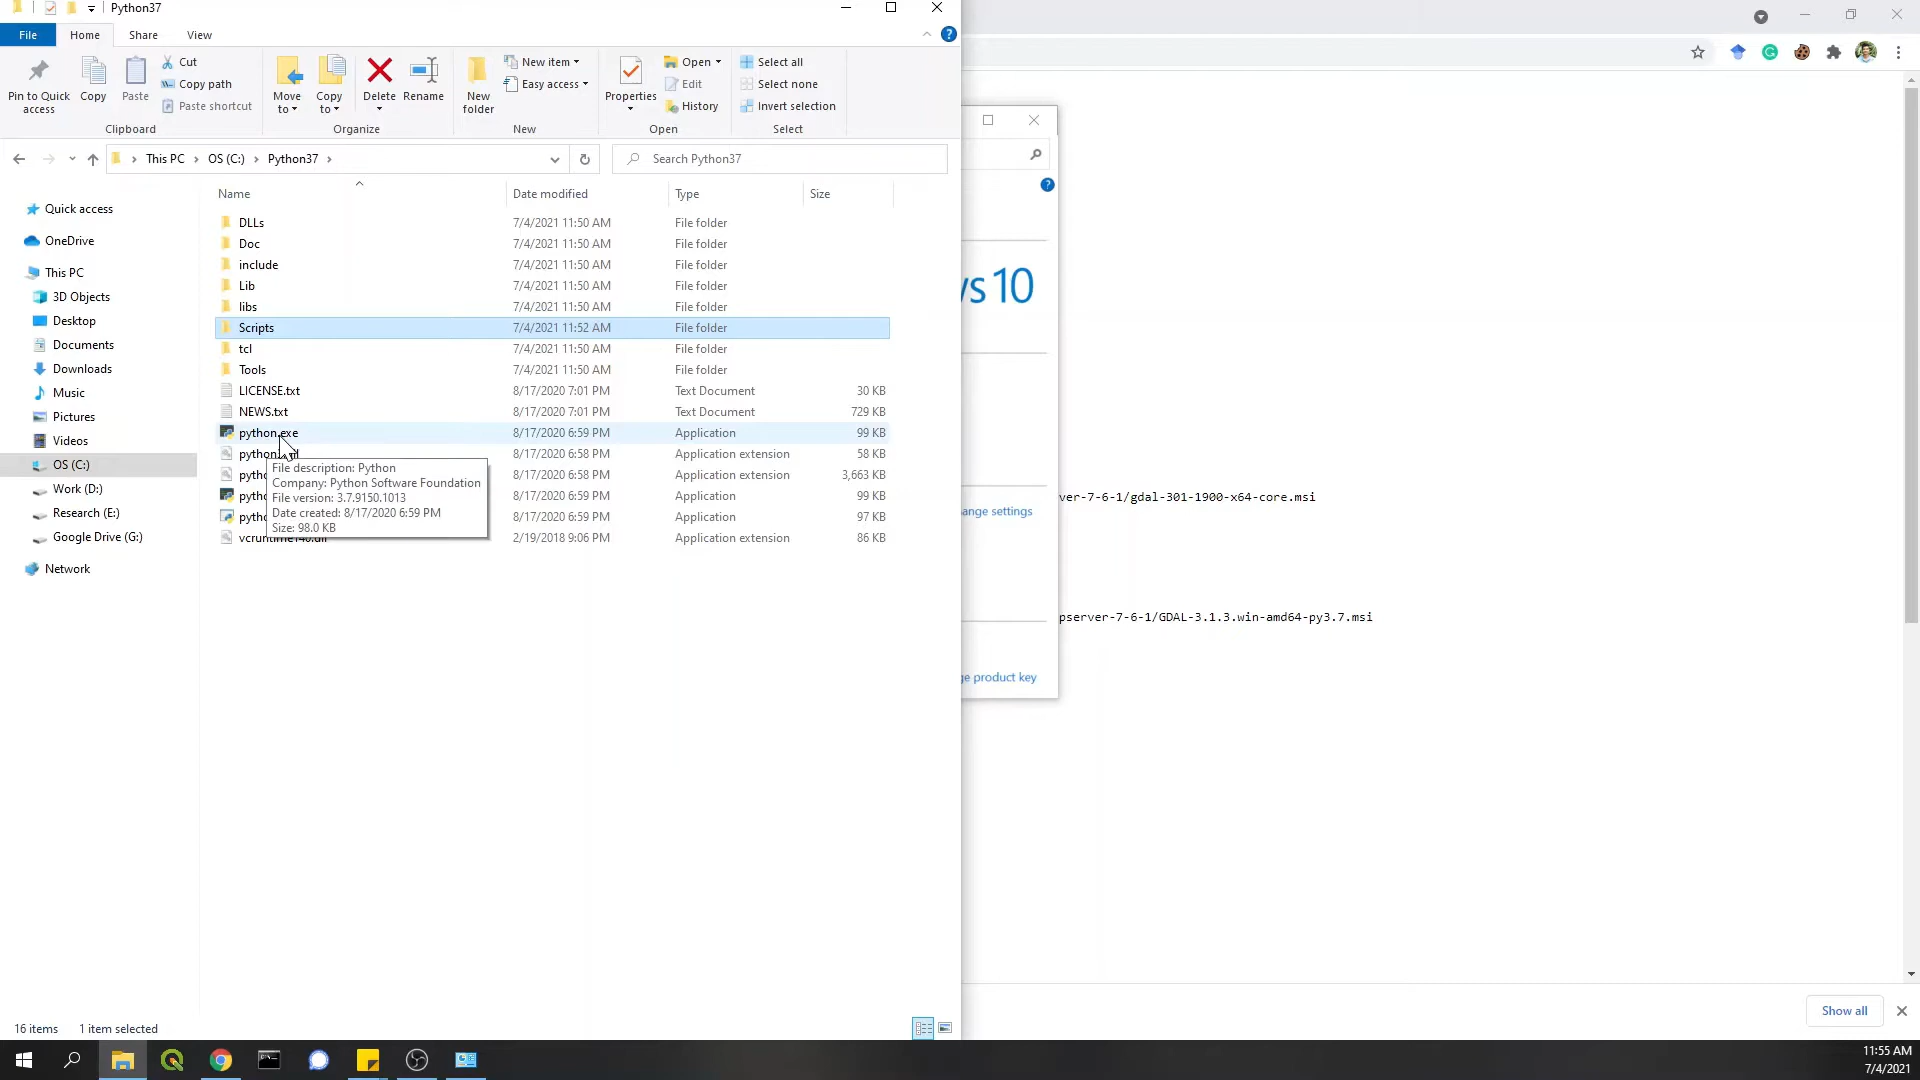 Python37
File
Home
Share
View
Pin to Quick access
Copy
Paste
Cut
Copy path
Paste shortcut
Clipboard
Move to
Copy to
Delete
Rename
Organize
New folder
New item
Easy access
New
Properties
Open
Edit
History
Open
Select all
Select none
Invert selection
Select
This PC
OS (C:)
Python37
Search Python37
Name
Date modified
Type
Size
Quick access
OneDrive
This PC
3D Objects
Desktop
Documents
Downloads
Music
Pictures
Videos
OS (C:)
Work (D:)
Research (E:)
Google Drive (G:)
Network
DLLs 7/4/2021 11:50 AM File folder
Doc 7/4/2021 11:50 AM File folder
include 7/4/2021 11:50 AM File folder
Lib 7/4/2021 11:50 AM File folder
libs 7/4/2021 11:50 AM File folder
Scripts 7/4/2021 11:52 AM File folder
tcl 7/4/2021 11:50 AM File folder
Tools 7/4/2021 11:50 AM File folder
LICENSE.txt 8/17/2020 7:01 PM Text Document 30 KB
NEWS.txt 8/17/2020 7:01 PM Text Document 729 KB
python.exe 8/17/2020 6:59 PM Application 99 KB
python 8/17/2020 6:58 PM Application extension 58 KB
pytho 8/17/2020 6:58 PM Application extension 3,663 KB
pytho 8/17/2020 6:59 PM Application 99 KB
pytho 8/17/2020 6:59 PM Application 97 KB
2/19/2018 9:06 PM Application extension 86 KB
File description: Python
Company: Python Software Foundation
File version: 3.7.9150.1013
Date created: 8/17/2020 6:59 PM
Size: 98.0 KB
16 items
1 item selected
vs 10
ange settings
ge product key
ver-7-6-1/gdal-301-1900-x64-core.msi
pserver-7-6-1/GDAL-3.1.3.win-amd64-py3.7.msi
Show all
11:55 AM
7/4/2021